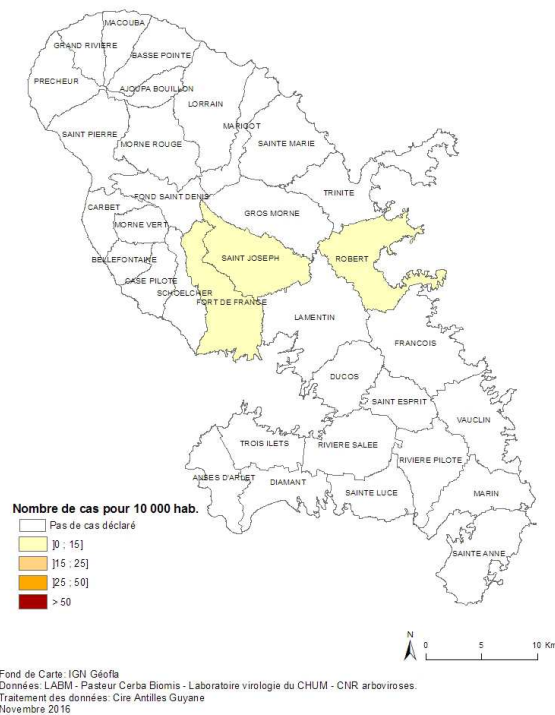 MACOUBA
GRAND RIVIERE
BASSE POINTE
PRECHEUR
AJOUPA BOUILLON
LORRAIN
MARIGOT
SAINT PIERRE
MORNE ROUGE
SAINTE MARIE
TRINITE
FOND SAINT DENIS
CARBET
GROS MORNE
MORNE VERT
BELLEFONTAINE
SAINT JOSEPH
ROBERT
CASE PILOTE
SCHOELCHER
FORT DE FRANCE
LAMENTIN
FRANCOIS
DUCOS
SAINT ESPRIT
VAUCLIN
TROIS ILETS
RIVIERE SALEE
RIVIERE PILOTE
ANSES D'ARLET
DIAMANT
SAINTE LUCE
MARIN
SAINTE ANNE
Nombre de cas pour 10 000 hab.
Pas de cas déclaré
]0 ; 15]
]15 ; 25]
]25 ; 50]
> 50
N
0 5 10 Km
Fond de Carte: IGN Géofla
Données: LABM - Pasteur Cerba Biomis - Laboratoire virologie du CHUM - CNR arboviroses.
Traitement des données: Cire Antilles Guyane
Novembre 2016